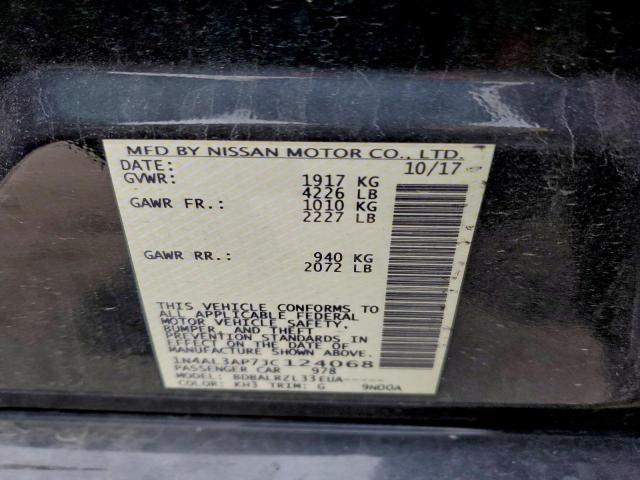 MFD BY NISSAN MOTOR CO., LTD.
DATE: 10/17
GVWR: 1917 KG
4226 LB
GAWR FR.: 1010 KG
2227 LB
GAWR RR.: 940 KG
2072 LB
THIS VEHICLE CONFORMS TO
ALL APPLICABLE FEDERAL
MOTOR VEHICLE SAFETY,
BUMPER, AND THEFT
PREVENTION STANDARDS IN
EFFECT ON THE DATE OF
MANUFACTURE SHOWN ABOVE.
1N4AL3AP7JC124068
PASSENGER CAR 978
MODEL: BDBALRZL33EUA-----
COLOR: KH3 TRIM: G 9N00A